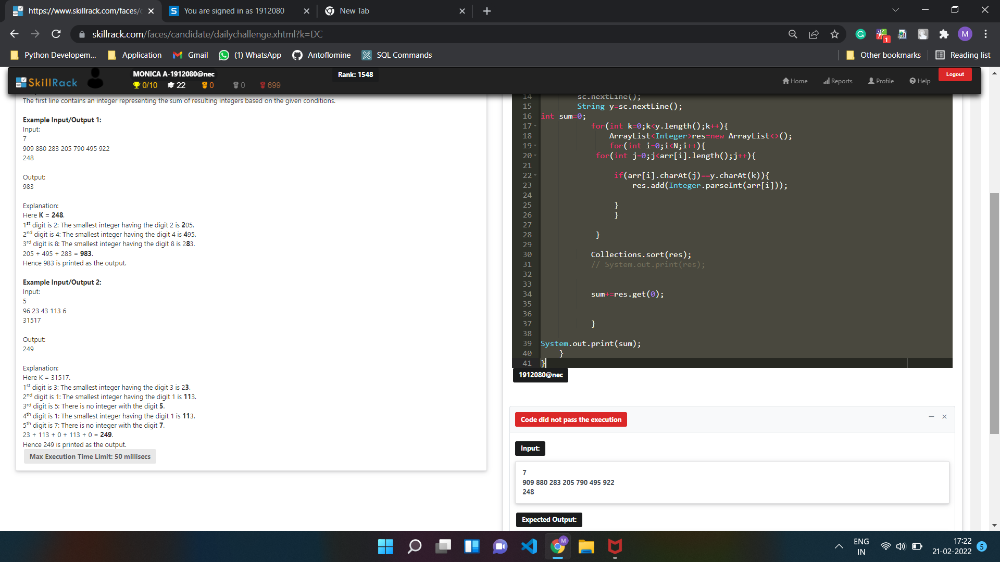 https://www.skillrack.com/faces/c
You are signed in as 1912080
New Tab
skillrack.com/faces/candidate/dailychallenge.xhtml?k=DC
M
1
Python Developem...
Application
Gmail
(1) WhatsApp
Antoflomine
SQL Commands
Other bookmarks
Reading list
SkillRack
MONICA A-1912080@nec
0/10
22
0
0
699
Rank: 1548
Home
Reports
Profile
Help
Logout
The first line contains an integer representing the sum of resulting integers based on the given conditions.
Example Input/Output 1:
Input:
7
909 880 283 205 790 495 922
248
Output:
983
Explanation:
Here K = 248.
1st digit is 2: The smallest integer having the digit 2 is 205.
2nd digit is 4: The smallest integer having the digit 4 is 495.
3rd digit is 8: The smallest integer having the digit 8 is 283.
205 + 495 + 283 = 983.
Hence 983 is printed as the output.
Example Input/Output 2:
Input:
5
96 23 43 113 6
31517
Output:
249
Explanation:
Here K = 31517.
1st digit is 3: The smallest integer having the digit 3 is 23.
2nd digit is 1: The smallest integer having the digit 1 is 113.
3rd digit is 5: There is no integer with the digit 5.
4th digit is 1: The smallest integer having the digit 1 is 113.
5th digit is 7: There is no integer with the digit 7.
23 + 113 + 0 + 113 + 0 = 249.
Hence 249 is printed as the output.
Max Execution Time Limit: 50 millisecs
14 sc.nextLine();
15 String y=sc.nextLine();
16 int sum=0;
17 for(int k=0;k<y.length();k++){
18 ArrayList<Integer>res=new ArrayList<>();
19 for(int i=0;i<N;i++){
20 for(int j=0;j<arr[i].length();j++){
21
22 if(arr[i].charAt(j)==y.charAt(k)){
23 res.add(Integer.parseInt(arr[i]));
24
25 }
26 }
27
28 }
29
30 Collections.sort(res);
31 // System.out.print(res);
32
33
34 sum+=res.get(0);
35
36
37 }
38
39 System.out.print(sum);
40 }
41 }
1912080@nec
Code did not pass the execution
Input:
7
909 880 283 205 790 495 922
248
Expected Output:
M
ENG
IN
17:22
21-02-2022
5